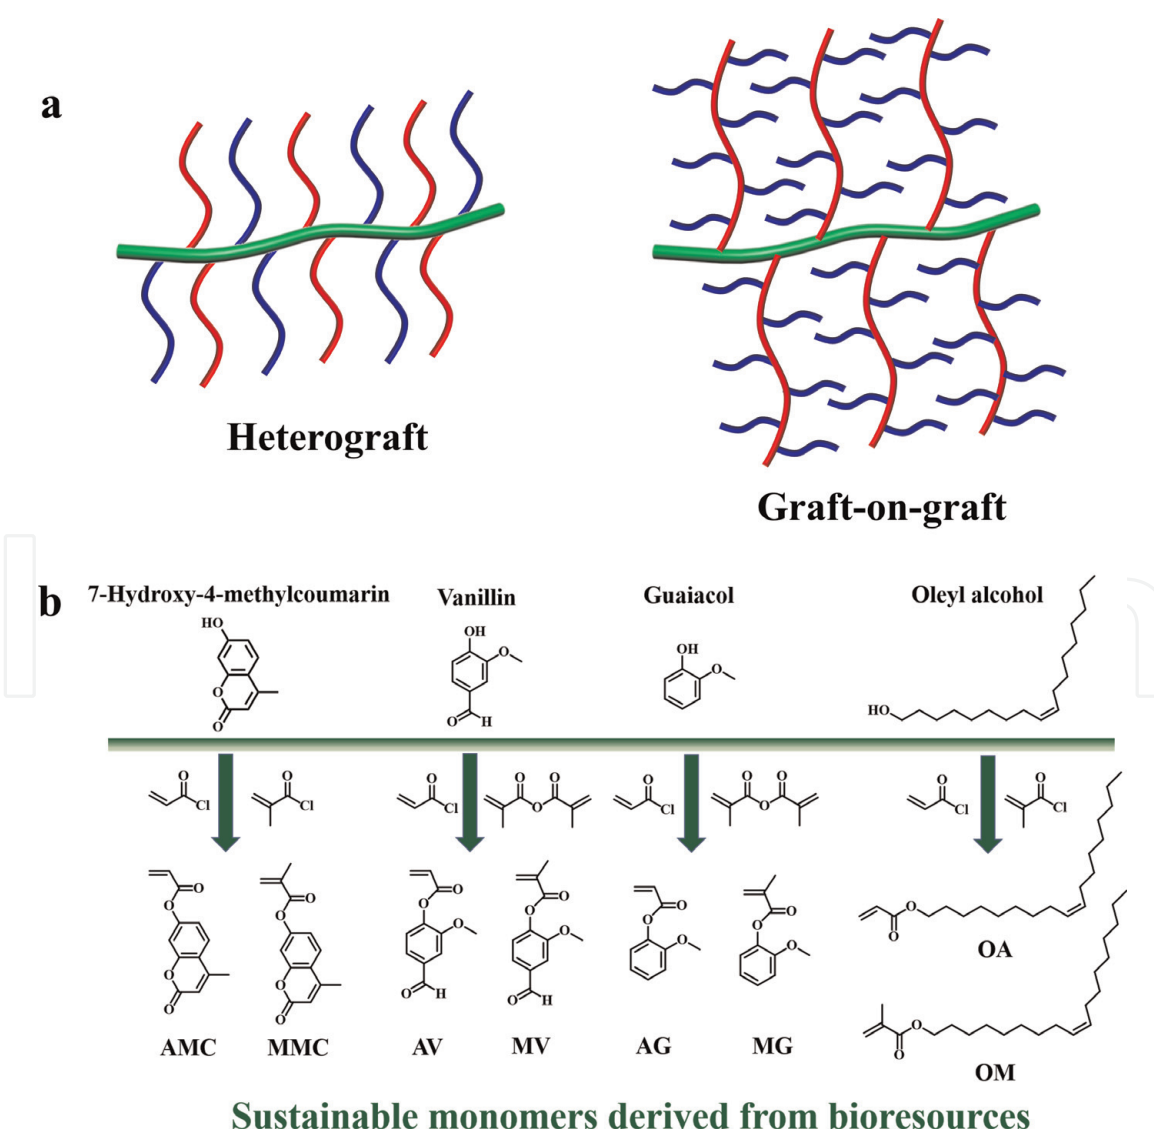 a
Heterograft
Graft-on-graft
b
7-Hydroxy-4-methylcoumarin
Vanillin
Guaiacol
Oleyl alcohol
HO
O
O
OH
O
O
H
OH
O
HO
O
Cl
O
Cl
O
Cl
O
O
O
O
Cl
O
O
O
O
Cl
O
Cl
O
O
O
O
O
O
O
O
O
O
O
O
H
O
O
O
O
H
O
O
O
O
O
O
O
O
O
O
AMC
MMC
AV
MV
AG
MG
OA
OM
Sustainable monomers derived from bioresources